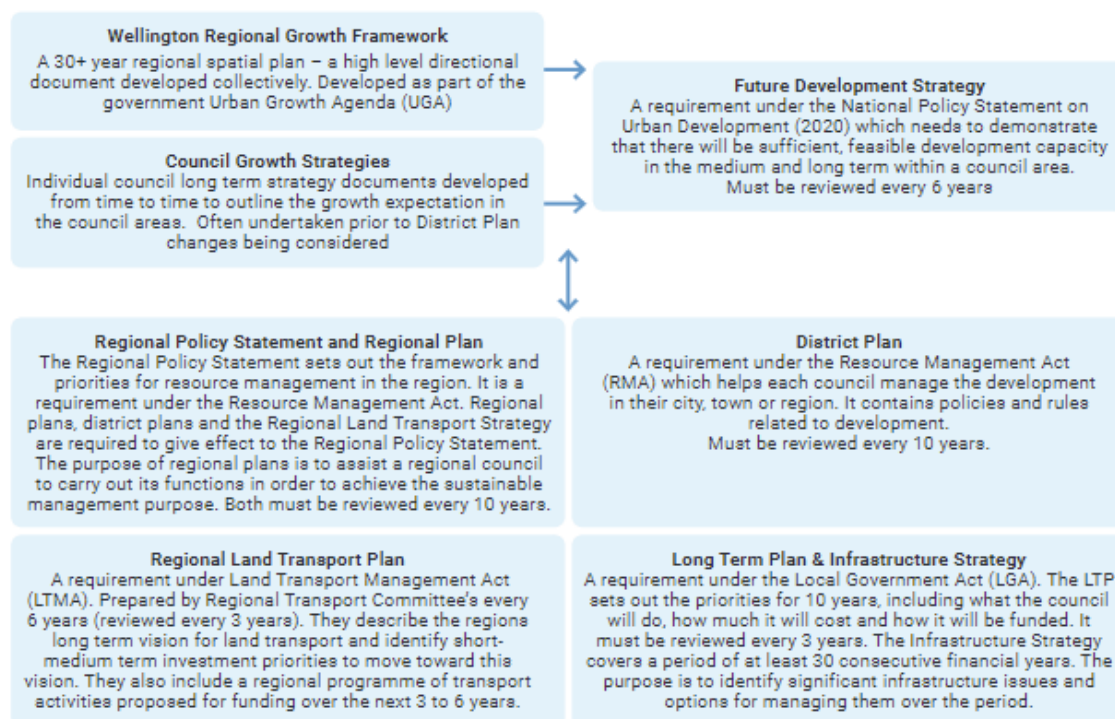 Wellington Regional Growth Framework
A 30+ year regional spatial plan – a high level directional
document developed collectively. Developed as part of the
government Urban Growth Agenda (UGA)
Council Growth Strategies
Individual council long term strategy documents developed
from time to time to outline the growth expectation in
the council areas. Often undertaken prior to District Plan
changes being considered
Future Development Strategy
A requirement under the National Policy Statement on
Urban Development (2020) which needs to demonstrate
that there will be sufficient, feasible development capacity
in the medium and long term within a council area.
Must be reviewed every 6 years
Regional Policy Statement and Regional Plan
The Regional Policy Statement sets out the framework and
priorities for resource management in the region. It is a
requirement under the Resource Management Act. Regional
plans, district plans and the Regional Land Transport Strategy
are required to give effect to the Regional Policy Statement.
The purpose of regional plans is to assist a regional council
to carry out its functions in order to achieve the sustainable
management purpose. Both must be reviewed every 10 years.
District Plan
A requirement under the Resource Management Act
(RMA) which helps each council manage the development
in their city, town or region. It contains policies and rules
related to development.
Must be reviewed every 10 years.
Regional Land Transport Plan
A requirement under Land Transport Management Act
(LTMA). Prepared by Regional Transport Committee's every
6 years (reviewed every 3 years). They describe the regions
long term vision for land transport and identify short-
medium term investment priorities to move toward this
vision. They also include a regional programme of transport
activities proposed for funding over the next 3 to 6 years.
Long Term Plan & Infrastructure Strategy
A requirement under the Local Government Act (LGA). The LTP
sets out the priorities for 10 years, including what the council
will do, how much it will cost and how it will be funded. It
must be reviewed every 3 years. The Infrastructure Strategy
covers a period of at least 30 consecutive financial years. The
purpose is to identify significant infrastructure issues and
options for managing them over the period.